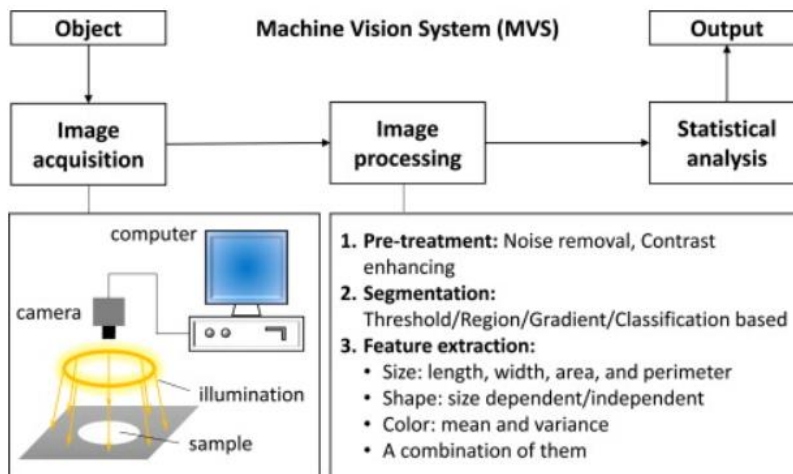 Object
Machine Vision System (MVS)
Output
Image
acquisition
Image
processing
Statistical
analysis
computer
camera
illumination
sample
1. Pre-treatment: Noise removal, Contrast
enhancing
2. Segmentation:
Threshold/Region/Gradient/Classification based
3. Feature extraction:
• Size: length, width, area, and perimeter
• Shape: size dependent/independent
• Color: mean and variance
• A combination of them